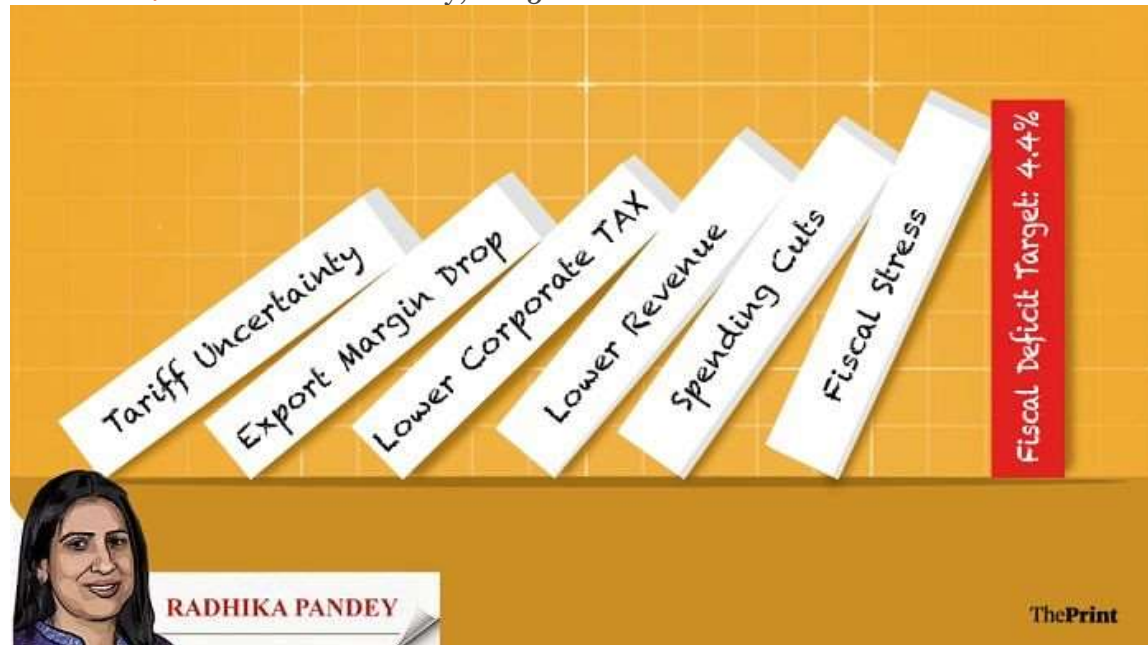 Tariff Uncertainty
Export Margin Drop
Lower Corporate TAX
Lower Revenue
Spending Cuts
Fiscal Stress
Fiscal Deficit Target: 4.4%
RADHIKA PANDEY
ThePrint